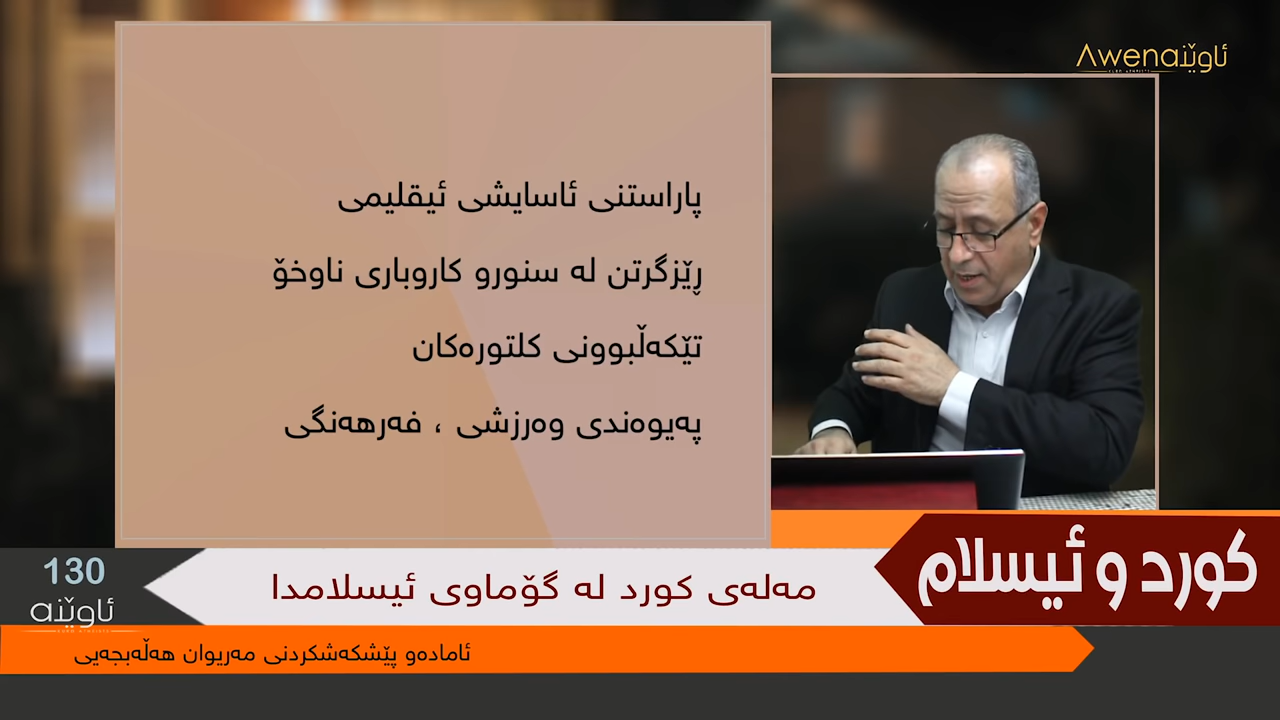 Awena ئاوێنە
پاراستنی ئاسایشی ئیقلیمی
ڕێزگرتن لە سنورو کاروباری ناوخۆ
تێکەڵبوونی کلتورەکان
پەیوەندی وەرزشی ، فەرهەنگی
کورد و ئیسلام
مەلەی کورد لە گۆماوی ئیسلامدا
130
ئاوێنە
ئامادەو پێشکەشکردنی مەریوان هەڵەبجەیی